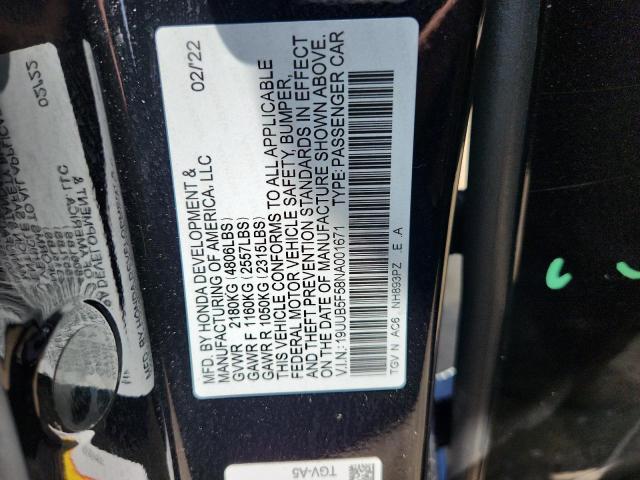 MFD. BY HONDA DEVELOPMENT &
MANUFACTURING OF AMERICA, LLC
02/'22
GVWR 2180KG (4806LBS)
GAWR F 1160KG (2557LBS)
GAWR R 1050KG (2315LBS)
THIS VEHICLE CONFORMS TO ALL APPLICABLE
FEDERAL MOTOR VEHICLE SAFETY, BUMPER,
AND THEFT PREVENTION STANDARDS IN EFFECT
ON THE DATE OF MANUFACTURE SHOWN ABOVE.
V.I.N.: 19UUB5F58NA001671 TYPE: PASSENGER CAR
TGV N AC6 NH893PZ E .A
TGV-A5